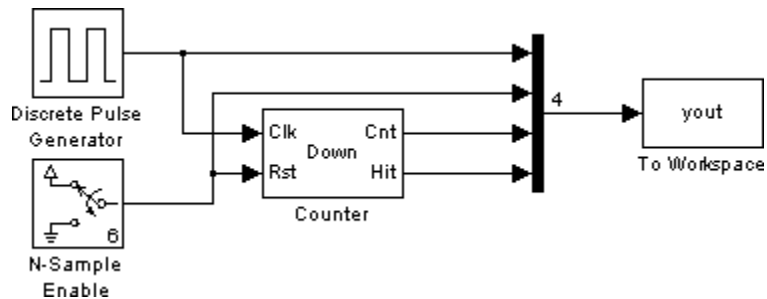 Discrete Pulse
Generator
6
N-Sample
Enable
Clk
Cnt
Down
Rst
Hit
Counter
4
yout
To Workspace